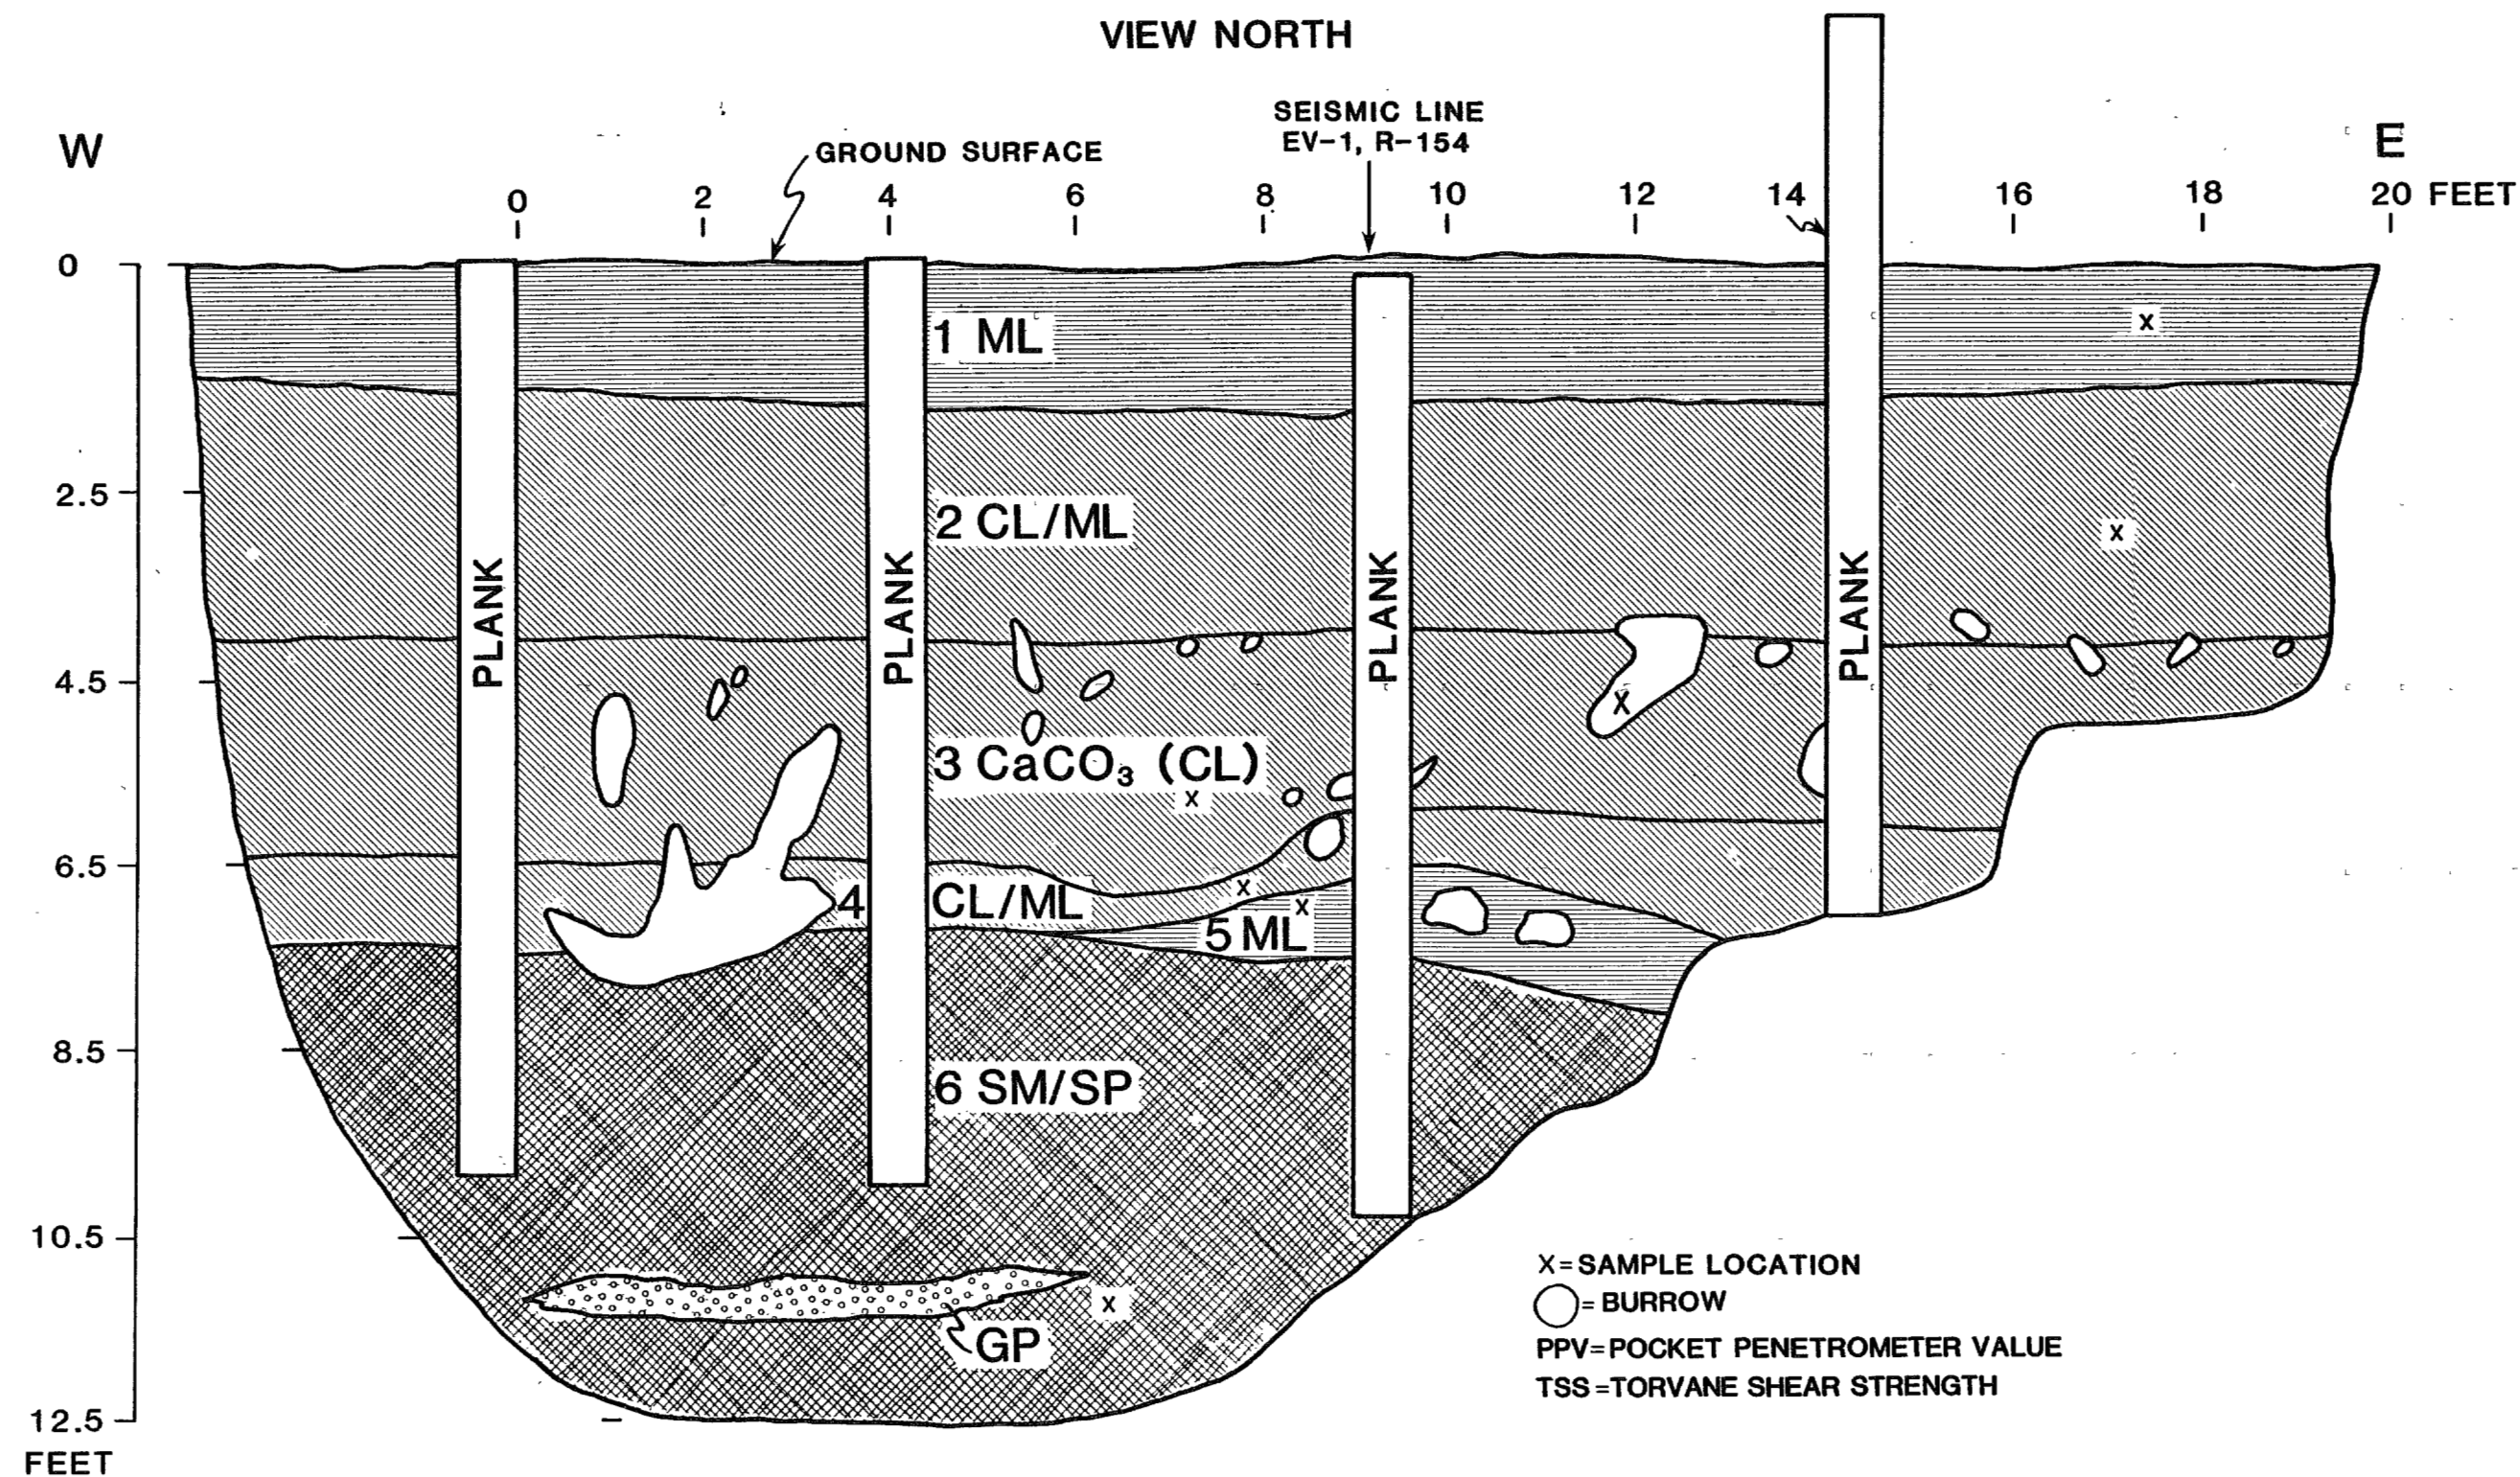 VIEW NORTH
SEISMIC LINE
EV-1, R-154
W
E
GROUND SURFACE
0 2 4 6 8 10 12 14 16 18 20 FEET
0
1 ML
x
2.5
2 CL/ML
x
PLANK
PLANK
PLANK
PLANK
4.5
x
3 CaCO₃ (CL)
x
6.5
x
4 CL/ML
x
5 ML
8.5
6 SM/SP
10.5
x
GP
12.5
FEET
X=SAMPLE LOCATION
=BURROW
PPV=POCKET PENETROMETER VALUE
TSS=TORVANE SHEAR STRENGTH